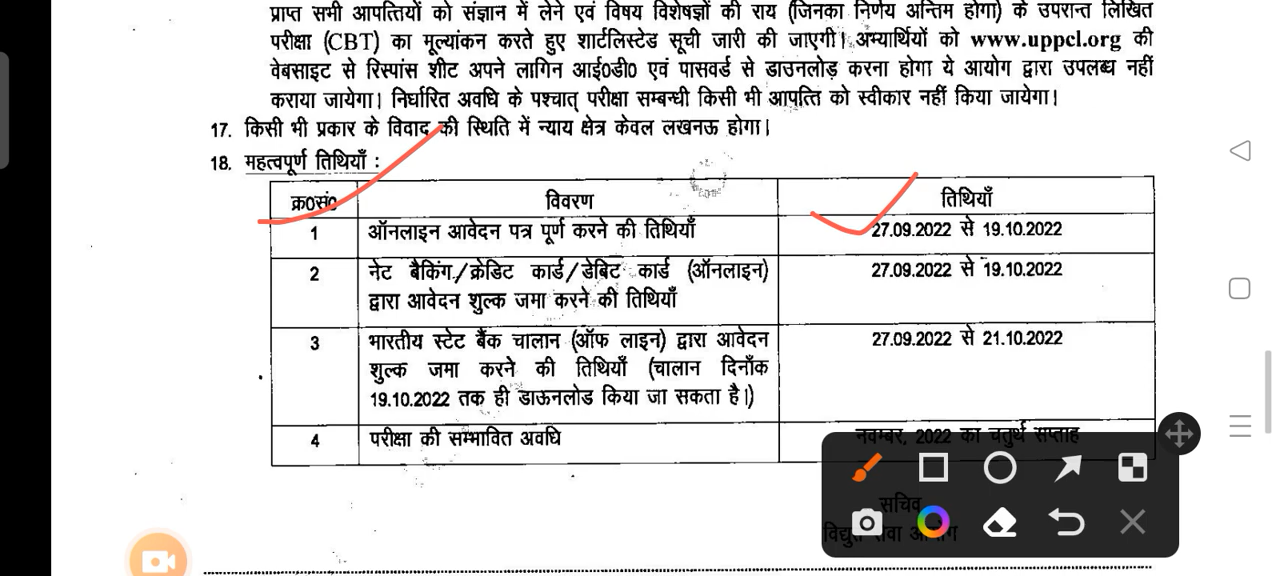 प्राप्त सभी आपत्तियों को संज्ञान में लेने एवं विषय विशेषज्ञों की राय (जिनका निर्णय अन्तिम होगा) के उपरान्त लिखित
परीक्षा (CBT) का मूल्यांकन करते हुए शार्टलिस्टेड सूची जारी की जाएगी। अभ्यार्थियों को www.uppcl.org की
वेबसाइट से रिस्पांस शीट अपने लागिन आई0डी0 एवं पासवर्ड से डाउनलोड़ करना होगा ये आयोग द्वारा उपलब्ध नहीं
कराया जायेगा। निर्धारित अवधि के पश्चात् परीक्षा सम्बन्धी किसी भी आपत्ति को स्वीकार नहीं किया जायेगा।
17. किसी भी प्रकार के विवाद की स्थिति में न्याय क्षेत्र केवल लखनऊ होगा।
18. महत्वपूर्ण तिथियाँ :
क्र0सं0 विवरण तिथियाँ
1 ऑनलाइन आवेदन पत्र पूर्ण करने की तिथियाँ 27.09.2022 से 19.10.2022
2 नेट बैकिंग/क्रेडिट कार्ड/डेबिट कार्ड (ऑनलाइन) 27.09.2022 से 19.10.2022
द्वारा आवेदन शुल्क जमा करने की तिथियाँ
3 भारतीय स्टेट बैंक चालान (ऑफ लाइन) द्वारा आवेदन 27.09.2022 से 21.10.2022
शुल्क जमा करने की तिथियाँ (चालान दिनाँक
19.10.2022 तक ही डाऊनलोड किया जा सकता है।)
4 परीक्षा की सम्भावित अवधि नवम्बर, 2022 का चतुर्थ सप्ताह
सचिव
विद्युत सेवा आयोग